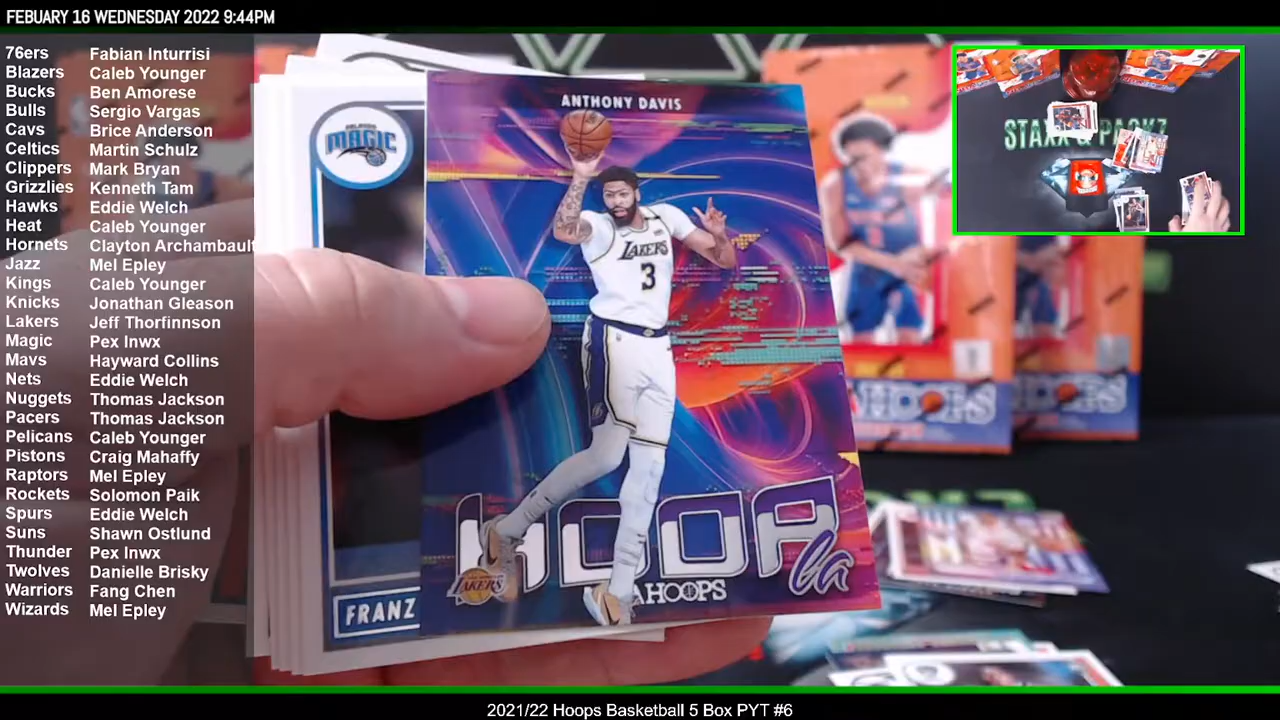 FEBUARY 16 WEDNESDAY 2022 9:44PM
76ers Fabian Inturrisi
Blazers Caleb Younger
Bucks Ben Amorese
Bulls Sergio Vargas
Cavs Brice Anderson
Celtics Martin Schulz
Clippers Mark Bryan
Grizzlies Kenneth Tam
Hawks Eddie Welch
Heat Caleb Younger
Hornets Clayton Archambault
Jazz Mel Epley
Kings Caleb Younger
Knicks Jonathan Gleason
Lakers Jeff Thorfinnson
Magic Pex Inwx
Mavs Hayward Collins
Nets Eddie Welch
Nuggets Thomas Jackson
Pacers Thomas Jackson
Pelicans Caleb Younger
Pistons Craig Mahaffy
Raptors Mel Epley
Rockets Solomon Paik
Spurs Eddie Welch
Suns Shawn Ostlund
Thunder Pex Inwx
Twolves Danielle Brisky
Warriors Fang Chen
Wizards Mel Epley
MAGIC
FRANZ
ANTHONY DAVIS
LAKERS
3
HOOP
la
LAKERS
HOOPS
HOOPS
STAXX & PACKZ
2021/22 Hoops Basketball 5 Box PYT #6